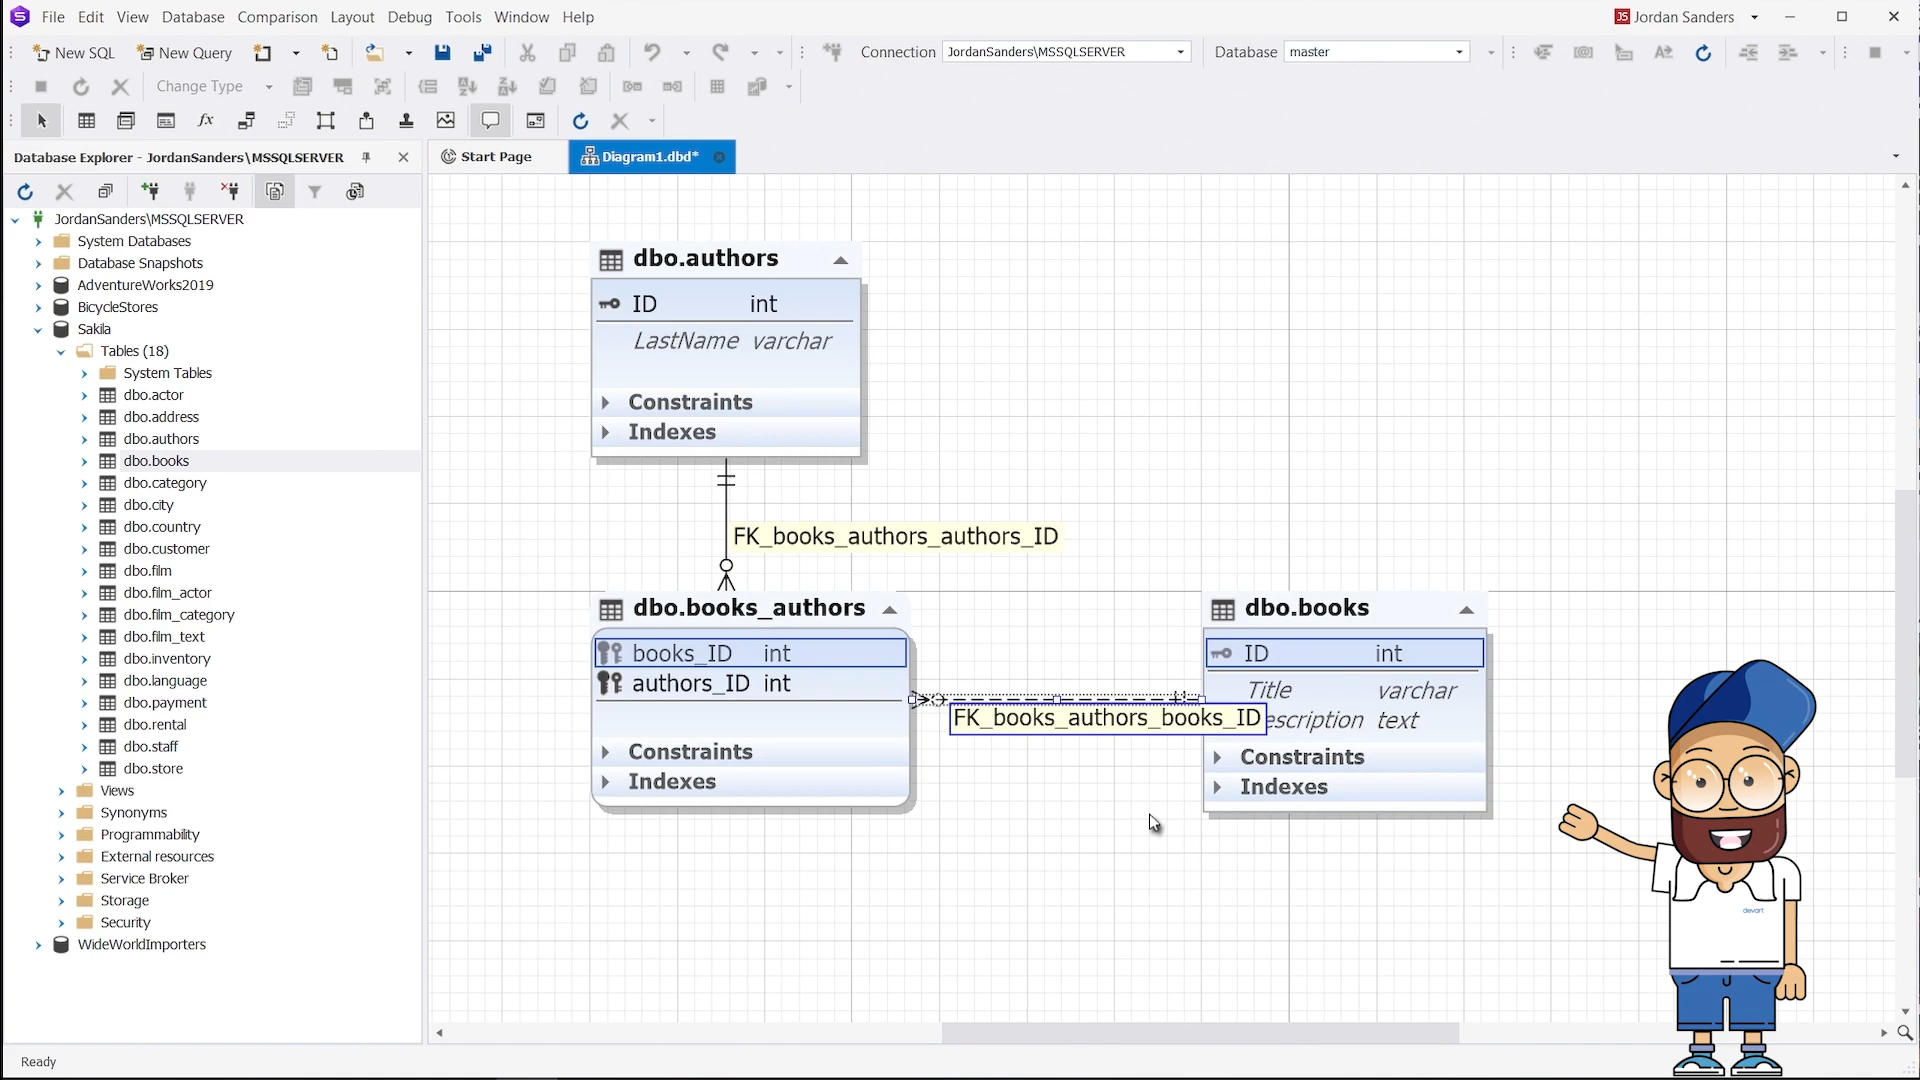 File Edit View Database Comparison Layout Debug Tools Window Help
JS Jordan Sanders
New SQL New Query Connection JordanSanders\MSSQLSERVER Database master
Change Type
Database Explorer - JordanSanders\MSSQLSERVER
Start Page
Diagram1.dbd*
JordanSanders\MSSQLSERVER
System Databases
Database Snapshots
AdventureWorks2019
BicycleStores
Sakila
Tables (18)
System Tables
dbo.actor
dbo.address
dbo.authors
dbo.books
dbo.category
dbo.city
dbo.country
dbo.customer
dbo.film
dbo.film_actor
dbo.film_category
dbo.film_text
dbo.inventory
dbo.language
dbo.payment
dbo.rental
dbo.staff
dbo.store
Views
Synonyms
Programmability
External resources
Service Broker
Storage
Security
WideWorldImporters
dbo.authors
ID int
LastName varchar
Constraints
Indexes
FK_books_authors_authors_ID
dbo.books_authors
books_ID int
authors_ID int
Constraints
Indexes
FK_books_authors_books_ID
dbo.books
ID int
Title varchar
escription text
Constraints
Indexes
devart
Ready